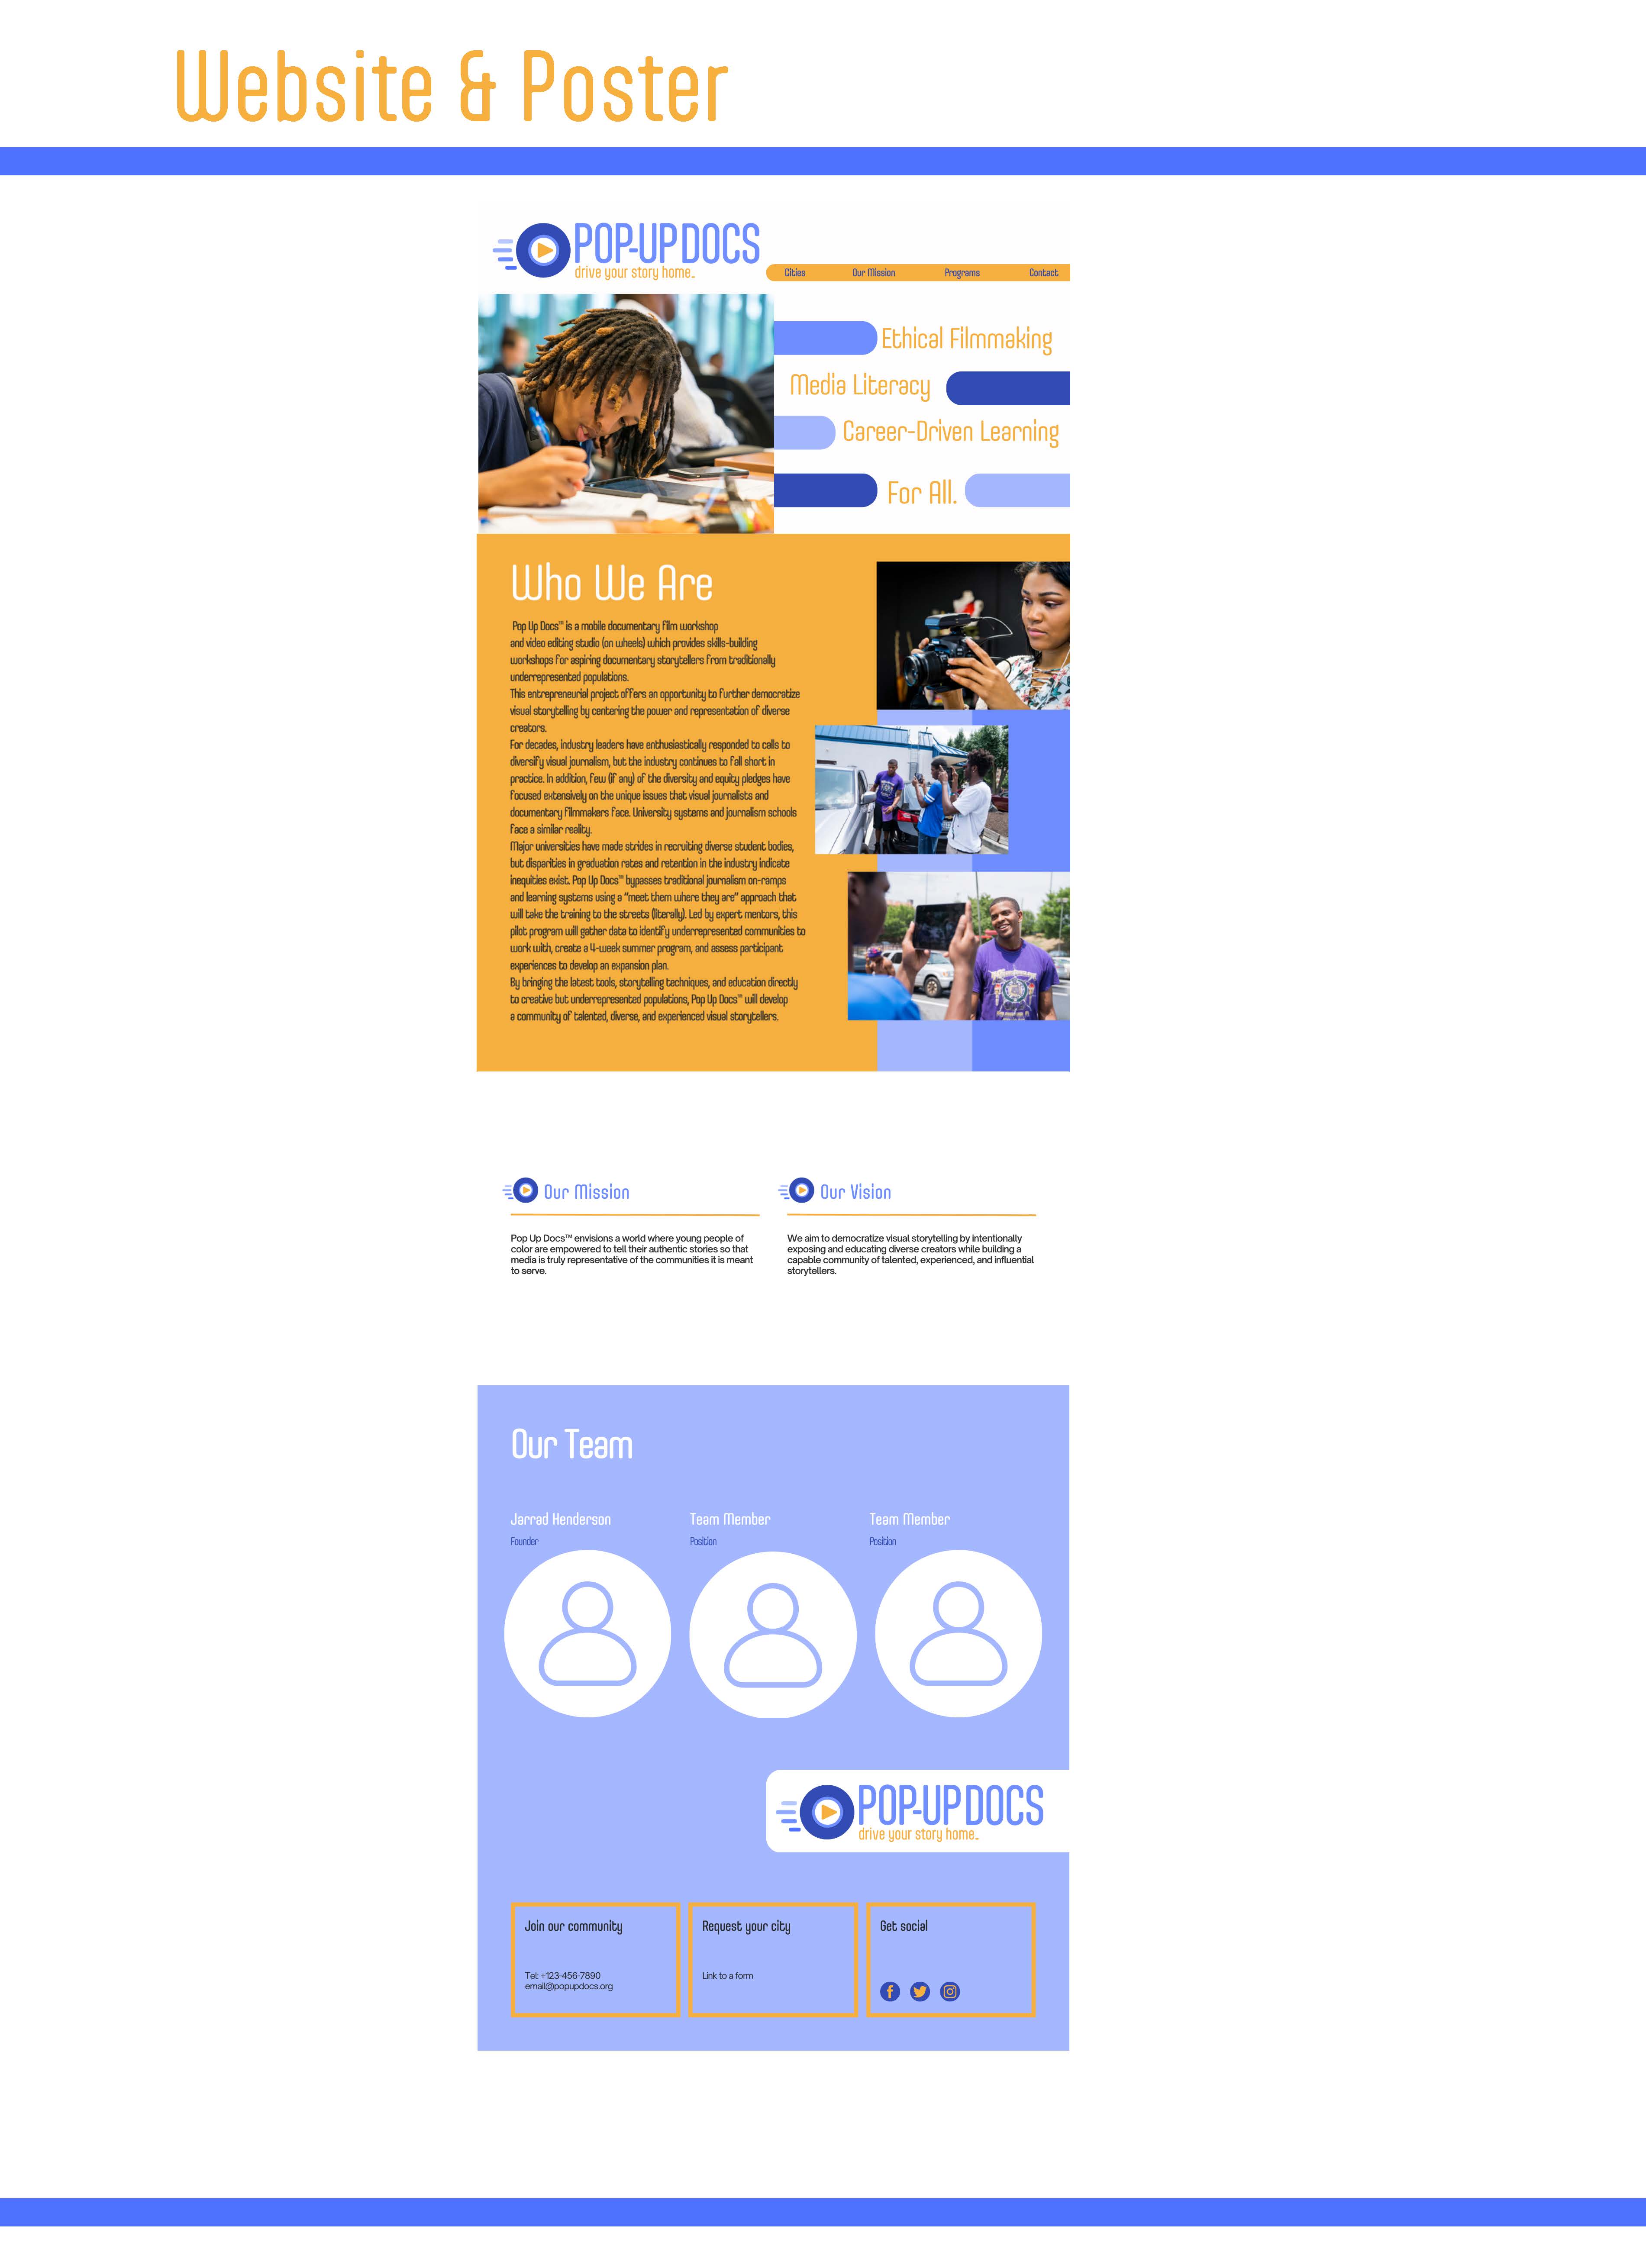 Website & Poster
POP-UP DOCS
drive your story home.
Cities Our Mission Programs Contact
Ethical Filmmaking
Media Literacy
Career-Driven Learning
For All.
Who We Are
Pop Up Docs™ is a mobile documentary film workshop
and video editing studio (on wheels) which provides skills-building
workshops for aspiring documentary storytellers from traditionally
underrepresented populations.
This entrepreneurial project offers an opportunity to further democratize
visual storytelling by centering the power and representation of diverse
creators.
For decades, industry leaders have enthusiastically responded to calls to
diversify visual journalism, but the industry continues to fall short in
practice. In addition, few (if any) of the diversity and equity pledges have
focused extensively on the unique issues that visual journalists and
documentary filmmakers face. University systems and journalism schools
face a similar reality.
Major universities have made strides in recruiting diverse student bodies,
but disparities in graduation rates and retention in the industry indicate
inequities exist. Pop Up Docs™ bypasses traditional journalism on-ramps
and learning systems using a "meet them where they are" approach that
will take the training to the streets (literally). Led by expert mentors, this
pilot program will gather data to identify underrepresented communities to
work with, create a 4-week summer program, and assess participant
experiences to develop an expansion plan.
By bringing the latest tools, storytelling techniques, and education directly
to creative but underrepresented populations, Pop Up Docs™ will develop
a community of talented, diverse, and experienced visual storytellers.
Our Mission
Pop Up Docs™ envisions a world where young people of
color are empowered to tell their authentic stories so that
media is truly representative of the communities it is meant
to serve.
Our Vision
We aim to democratize visual storytelling by intentionally
exposing and educating diverse creators while building a
capable community of talented, experienced, and influential
storytellers.
Our Team
Jarrad Henderson
Founder
Team Member
Position
Team Member
Position
POP-UP DOCS
drive your story home.
Join our community
Tel: +123-456-7890
email@popupdocs.org
Request your city
Link to a form
Get social